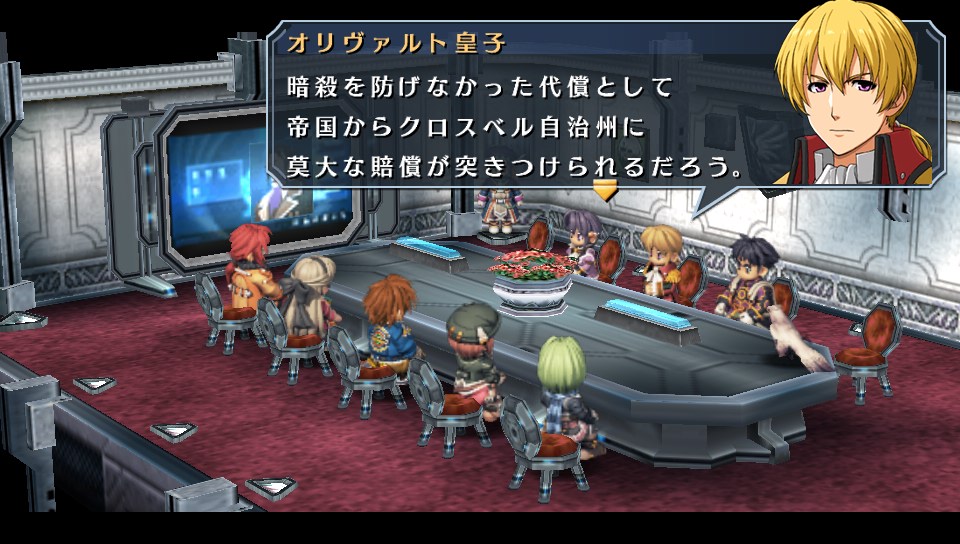 オリヴァルト皇子
暗殺を防げなかった代償として
帝国からクロスベル自治州に
莫大な賠償が突きつけられるだろう。